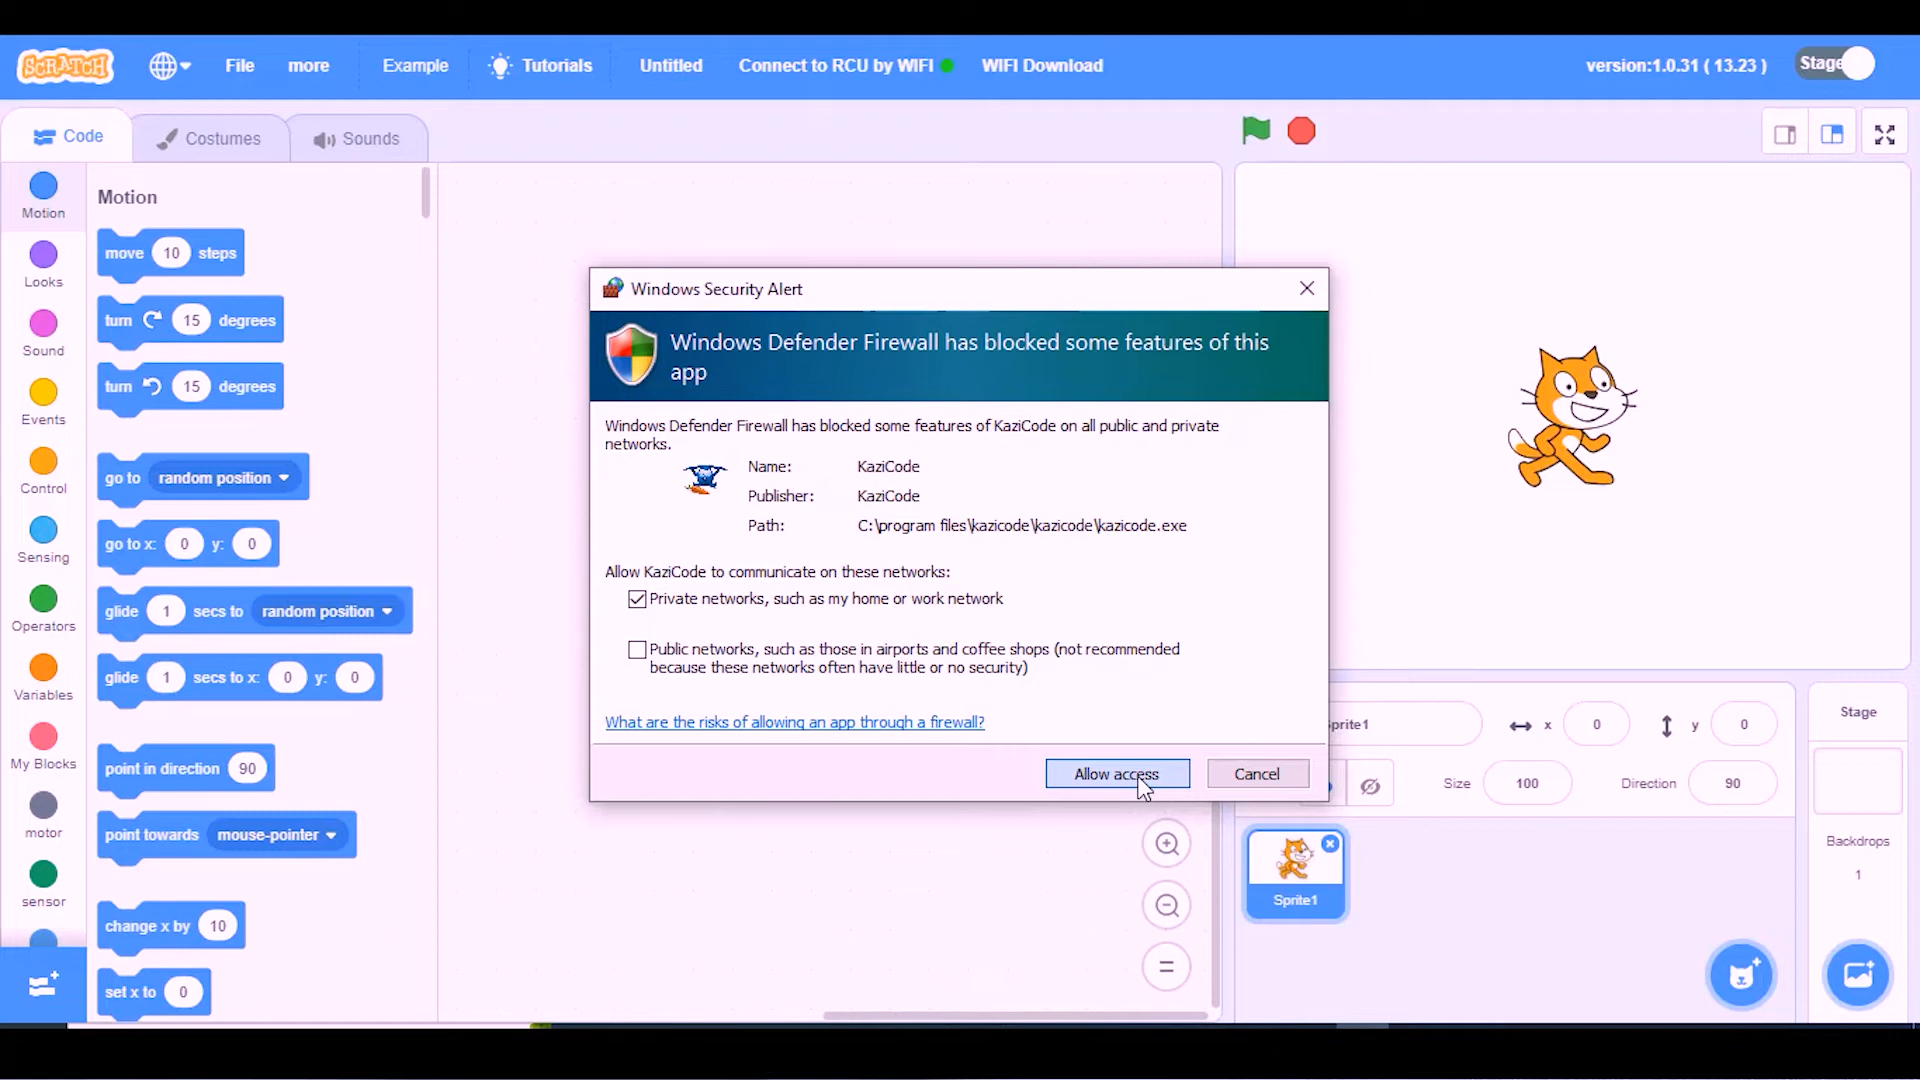 SCRATCH
File
more
Example
Tutorials
Untitled
Connect to RCU by WIFI
WIFI Download
version:1.0.31 ( 13.23 )
Stage
Code
Costumes
Sounds
Motion
Looks
Sound
Events
Control
Sensing
Operators
Variables
My Blocks
motor
sensor
Motion
move 10 steps
turn 15 degrees
turn 15 degrees
go to random position
go to x: 0 y: 0
glide 1 secs to random position
glide 1 secs to x: 0 y: 0
point in direction 90
point towards mouse-pointer
change x by 10
set x to 0
Windows Security Alert
Windows Defender Firewall has blocked some features of this
app
Windows Defender Firewall has blocked some features of KaziCode on all public and private
networks.
Name: KaziCode
Publisher: KaziCode
Path: C:\program files\kazicode\kazicode\kazicode.exe
Allow KaziCode to communicate on these networks:
Private networks, such as my home or work network
Public networks, such as those in airports and coffee shops (not recommended
because these networks often have little or no security)
What are the risks of allowing an app through a firewall?
Allow access
Cancel
prite1
x 0
y 0
Size 100
Direction 90
Sprite1
Stage
Backdrops
1